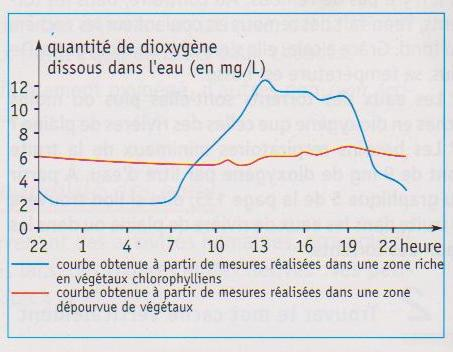 quantité de dioxygène
dissous dans l'eau (en mg/L)
12
10
8
6
4
2
0
22 1 4 7 10 13 16 19 22 heure
courbe obtenue à partir de mesures réalisées dans une zone riche
en végétaux chlorophylliens
courbe obtenue à partir de mesures réalisées dans une zone
dépourvue de végétaux